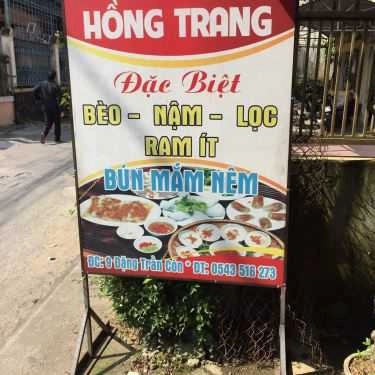 HỒNG TRANG
Đặc Biệt
BÈO - NẬM - LỌC
RAM ÍT
BÚN MẮM NÊM
ĐC: 9 Đặng Trần Côn * ĐT: 0543 516 273